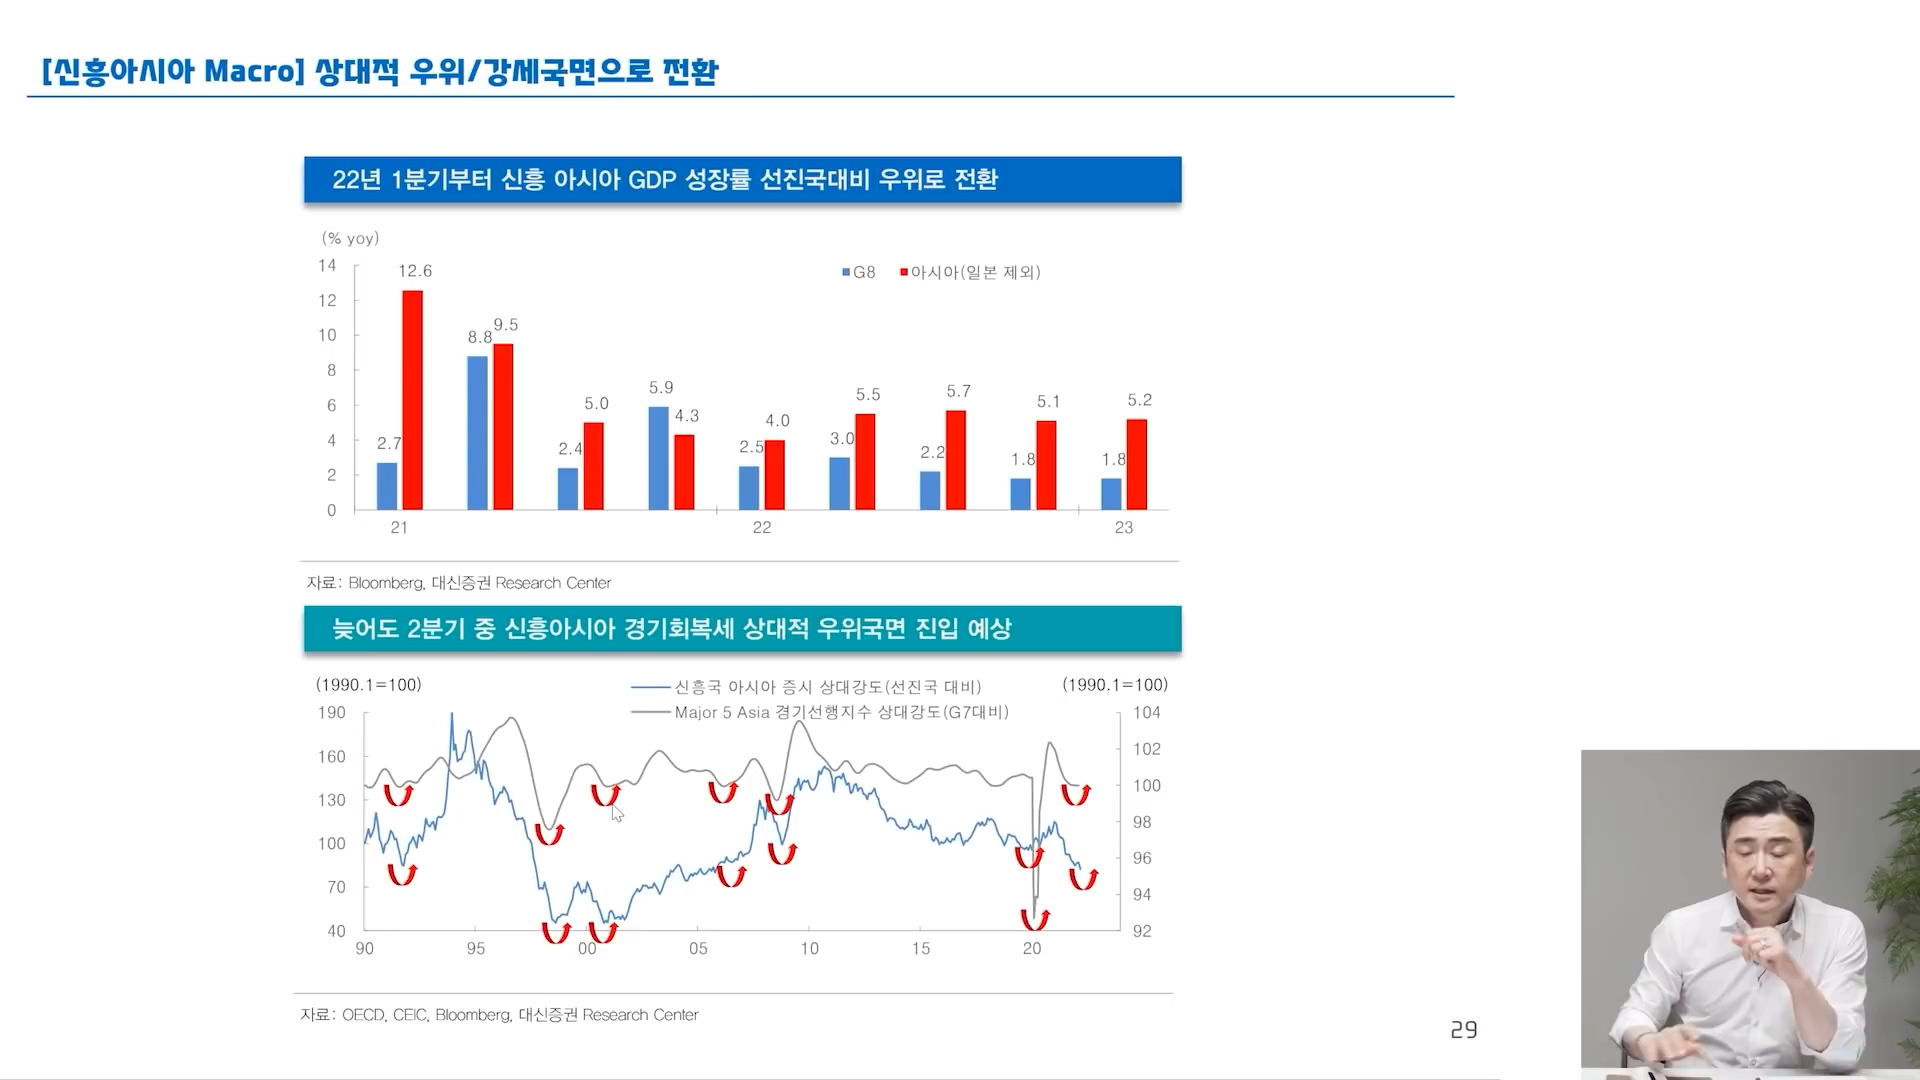 [신흥아시아 Macro] 상대적 우위/강세국면으로 전환
22년 1분기부터 신흥 아시아 GDP 성장률 선진국대비 우위로 전환
(% yoy)
G8 아시아(일본 제외)
14
12
10
8
6
4
2
0
2.7 12.6 8.8 9.5 2.4 5.0 5.9 4.3 2.5 4.0 3.0 5.5 2.2 5.7 1.8 5.1 1.8 5.2
21 22 23
자료: Bloomberg, 대신증권 Research Center
늦어도 2분기 중 신흥아시아 경기회복세 상대적 우위국면 진입 예상
(1990.1=100) (1990.1=100)
신흥국 아시아 증시 상대강도(선진국 대비)
Major 5 Asia 경기선행지수 상대강도(G7대비)
190
160
130
100
70
40
104
102
100
98
96
94
92
90 95 00 05 10 15 20
자료: OECD, CEIC, Bloomberg, 대신증권 Research Center
29